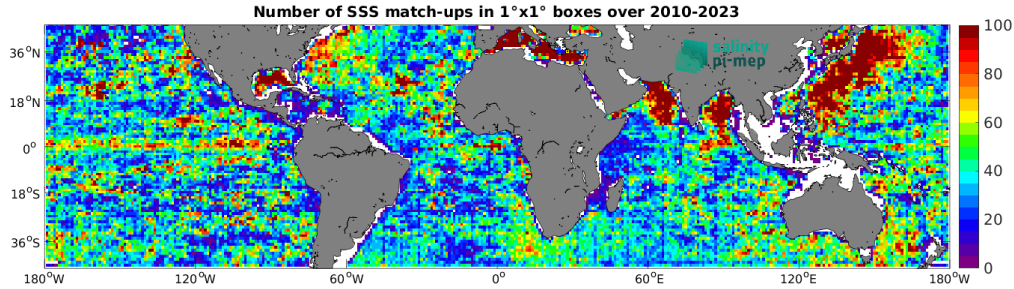 Number of SSS match-ups in 1°x1° boxes over 2010-2023
salinity
pi-mep
36°N
18°N
0°
18°S
36°S
180°W
120°W
60°W
0°
60°E
120°E
180°W
100
80
60
40
20
0